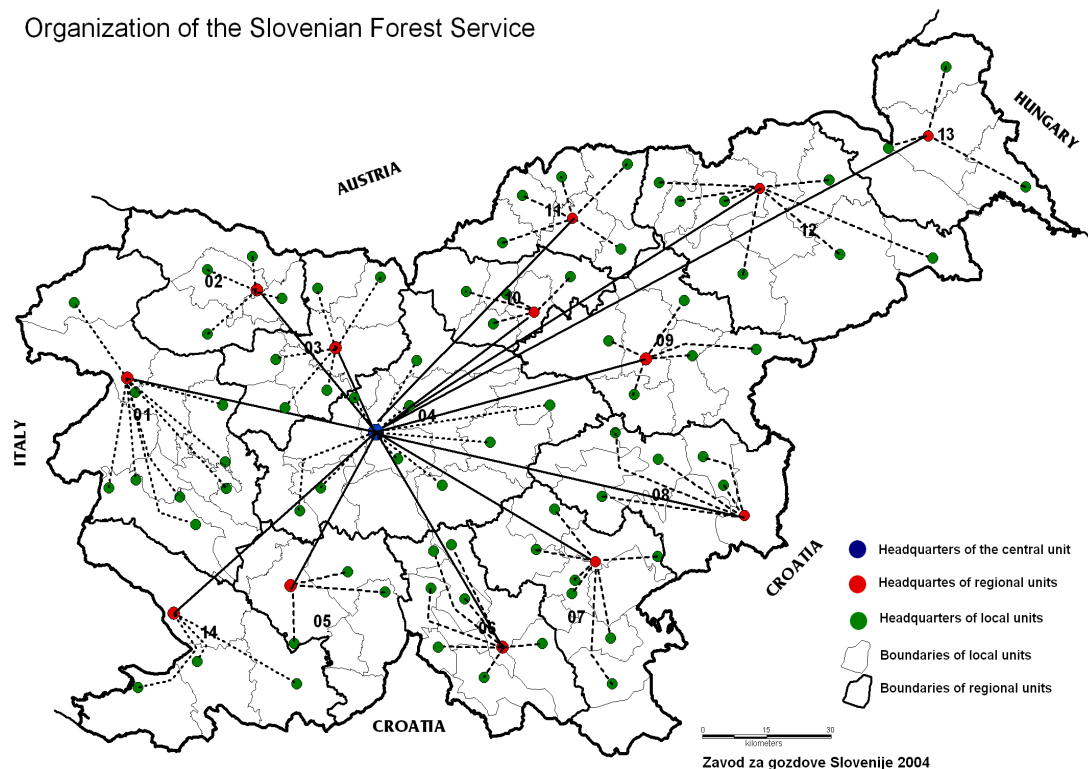 Organization of the Slovenian Forest Service
HUNGARY
13
AUSTRIA
11
12
02
10
03
09
04
01
ITALY
08
Headquarters of the central unit
CROATIA
Headquartes of regional units
07
05
06
14
Headquarters of local units
Boundaries of local units
Boundaries of regional units
CROATIA
0 15 30
kilometers
Zavod za gozdove Slovenije 2004